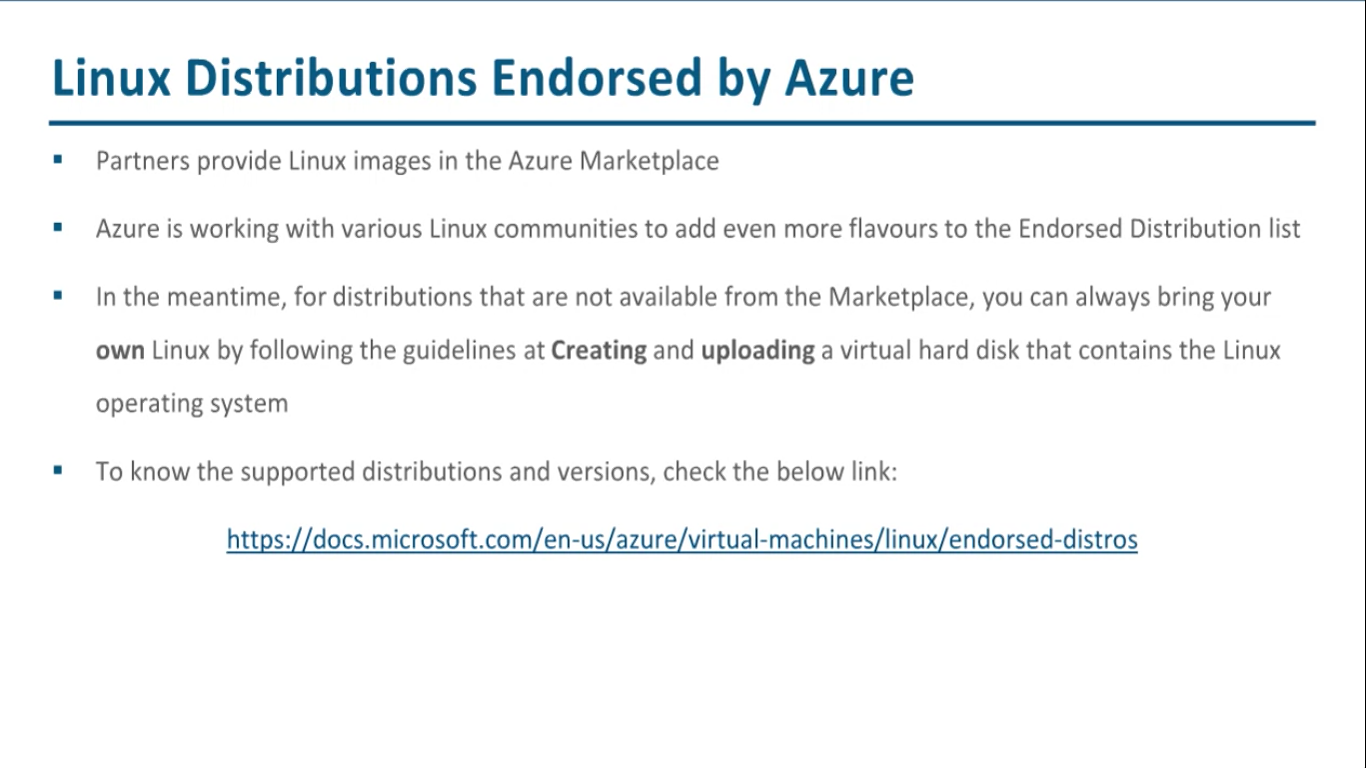 Linux Distributions Endorsed by Azure
▪ Partners provide Linux images in the Azure Marketplace
▪ Azure is working with various Linux communities to add even more flavours to the Endorsed Distribution list
▪ In the meantime, for distributions that are not available from the Marketplace, you can always bring your
own Linux by following the guidelines at Creating and uploading a virtual hard disk that contains the Linux
operating system
▪ To know the supported distributions and versions, check the below link:
https://docs.microsoft.com/en-us/azure/virtual-machines/linux/endorsed-distros